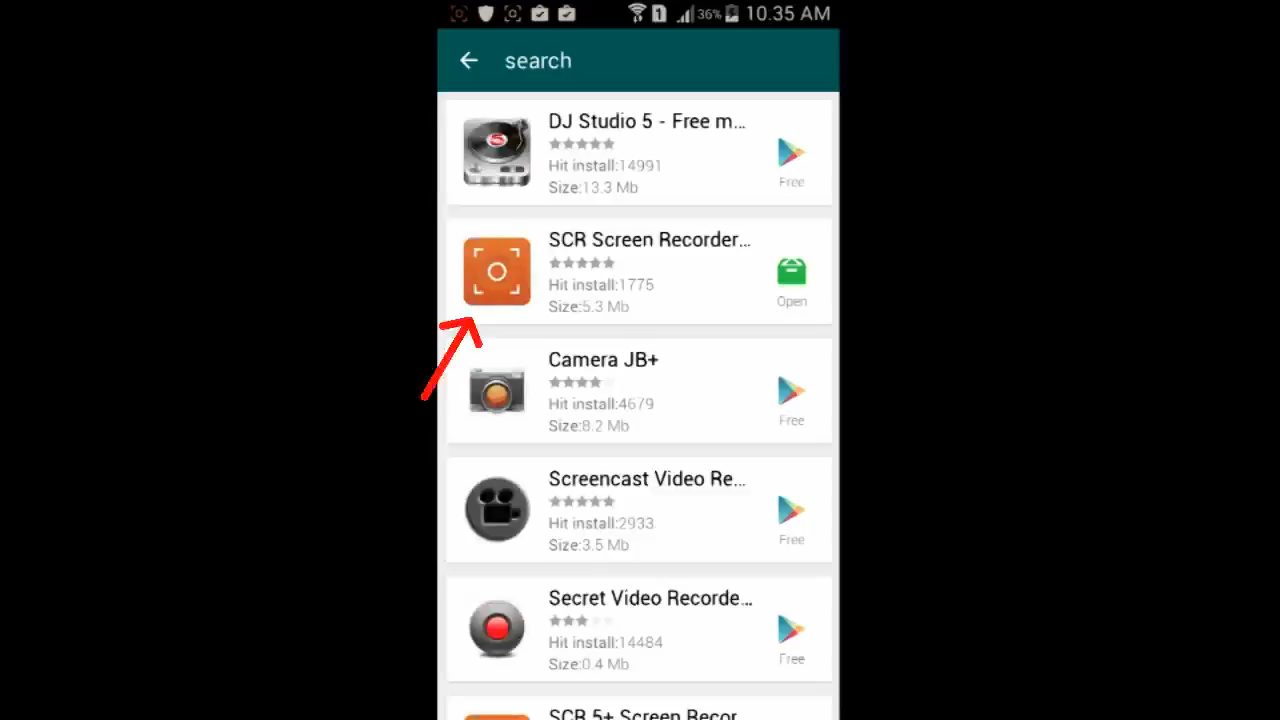 1 36% 10.35 AM
search
DJ Studio 5 - Free m...
Hit install:14991
Size:13.3 Mb
Free
SCR Screen Recorder...
Hit install:1775
Size:5.3 Mb
Open
Camera JB+
Hit install:4679
Size:8.2 Mb
Free
Screencast Video Re...
Hit install:2933
Size:3.5 Mb
Free
Secret Video Recorde...
Hit install:14484
Size:0.4 Mb
Free
SCR 5+ Screen Recor